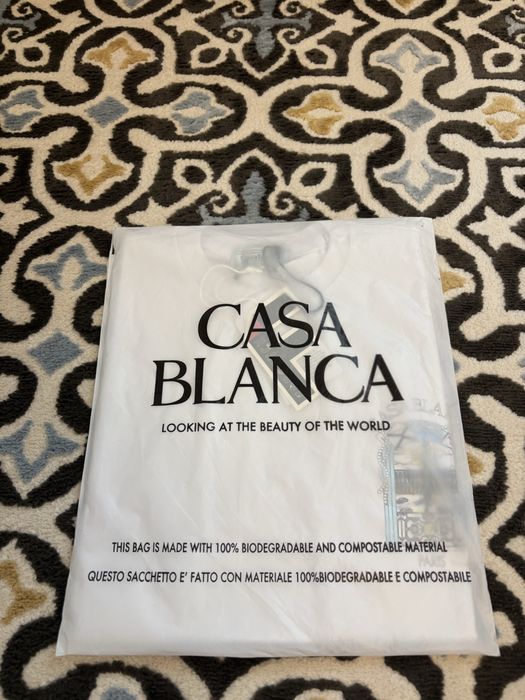 CASA
BLANCA
LOOKING AT THE BEAUTY OF THE WORLD
THIS BAG IS MADE WITH 100% BIODEGRADABLE AND COMPOSTABLE MATERIAL
QUESTO SACCHETTO E’ FATTO CON MATERIALE 100%BIODEGRADABLE E COMPOSTABILE
PARIS